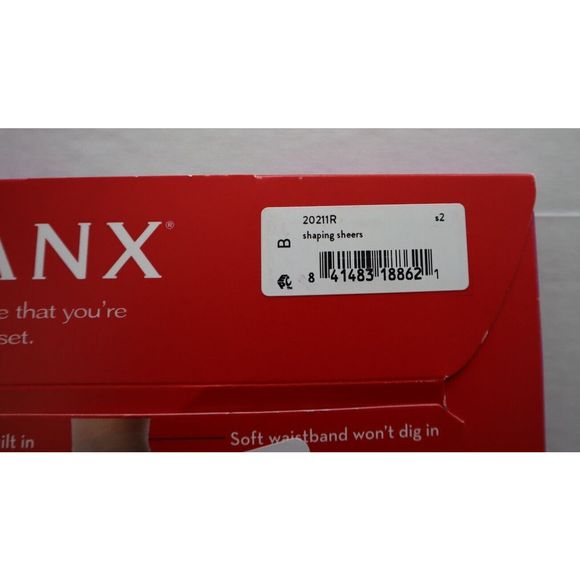 ANX®
e that you're
set.
20211R s2
shaping sheers
B
8 41483 18862 1
ilt in
Soft waistband won't dig in